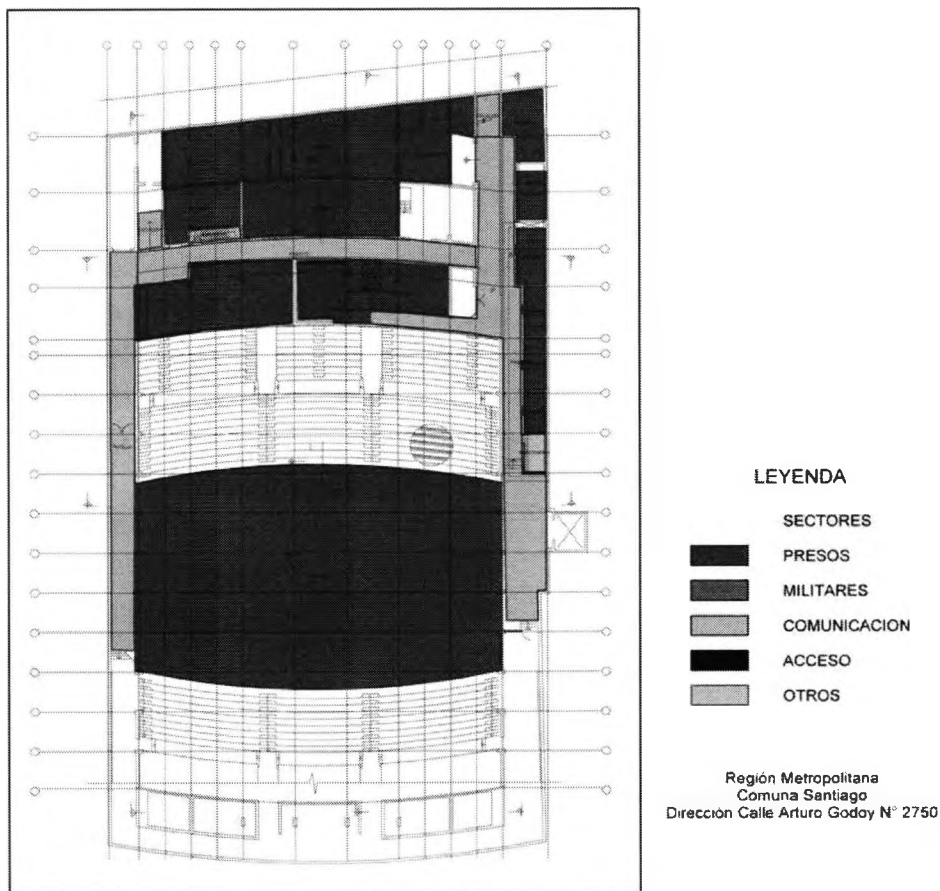 LEYENDA
SECTORES
PRESOS
MILITARES
COMUNICACION
ACCESO
OTROS
Región Metropolitana
Comuna Santiago
Dirección Calle Arturo Godoy N° 2750